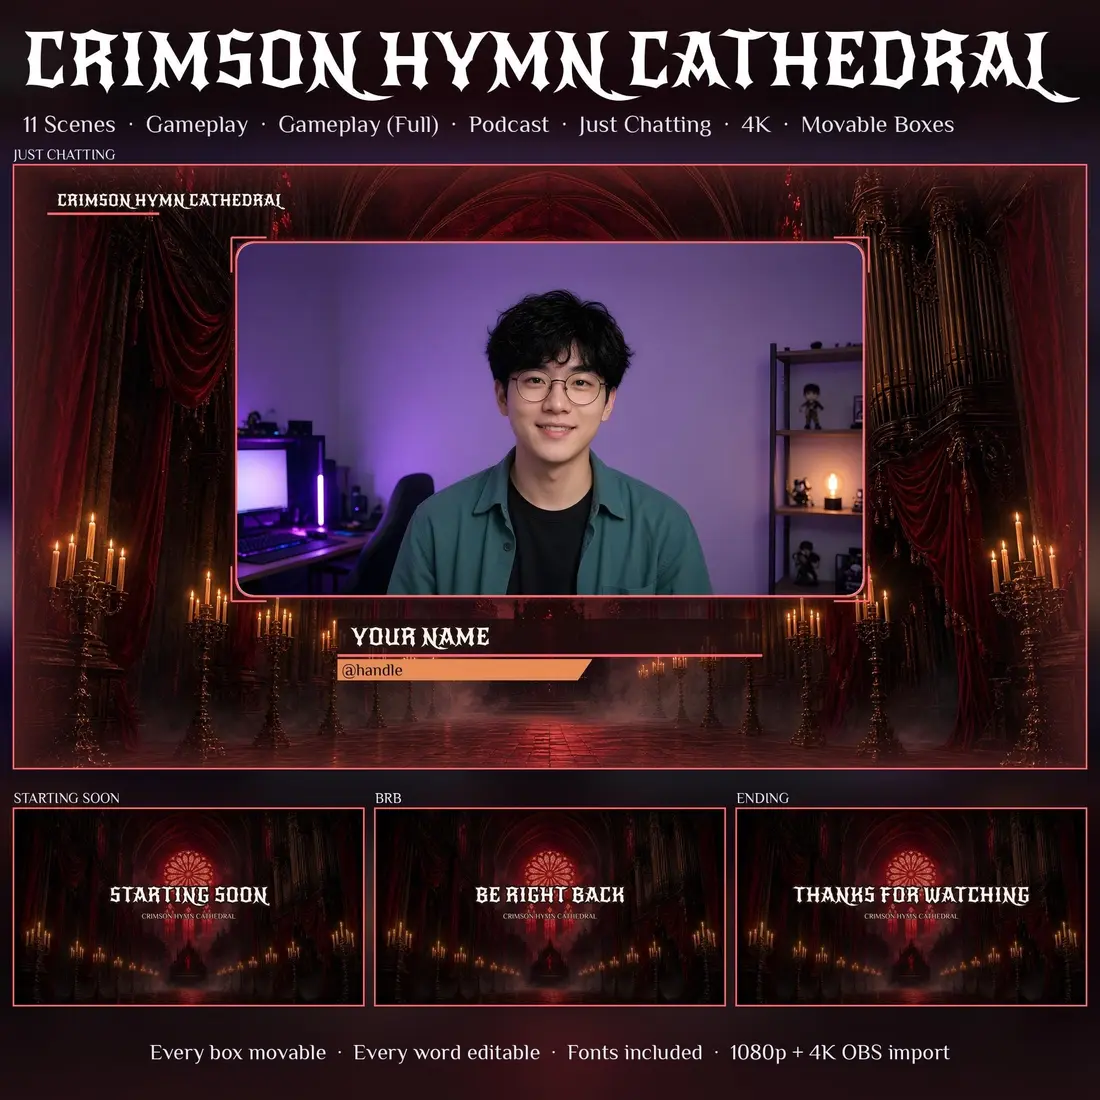 CRIMSON HYMN CATHEDRAL
11 Scenes · Gameplay · Gameplay (Full) · Podcast · Just Chatting · 4K · Movable Boxes
JUST CHATTING
CRIMSON HYMN CATHEDRAL
YOUR NAME
@handle
STARTING SOON
BRB
ENDING
STARTING SOON
CRIMSON HYMN CATHEDRAL
BE RIGHT BACK
CRIMSON HYMN CATHEDRAL
THANKS FOR WATCHING
CRIMSON HYMN CATHEDRAL
Every box movable · Every word editable · Fonts included · 1080p + 4K OBS import